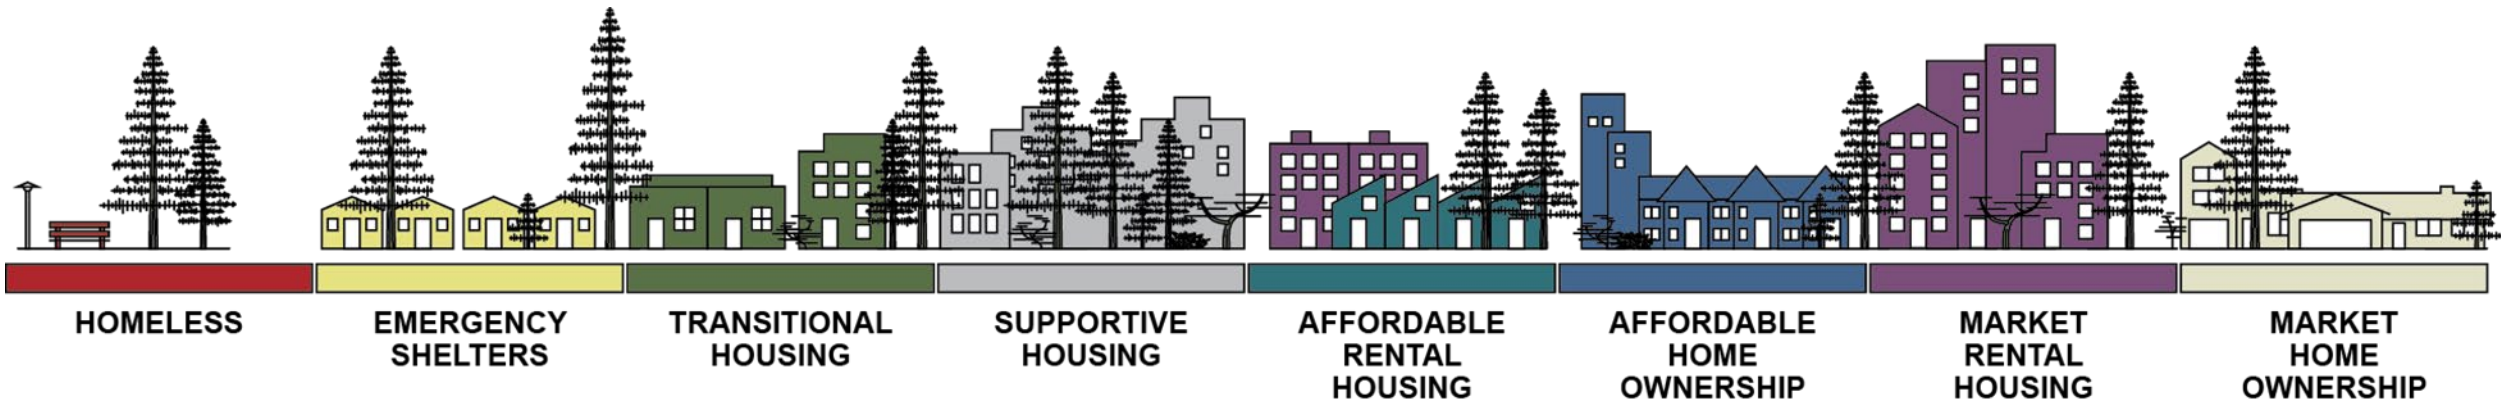 HOMELESS
EMERGENCY
SHELTERS
TRANSITIONAL
HOUSING
SUPPORTIVE
HOUSING
AFFORDABLE
RENTAL
HOUSING
AFFORDABLE
HOME
OWNERSHIP
MARKET
RENTAL
HOUSING
MARKET
HOME
OWNERSHIP